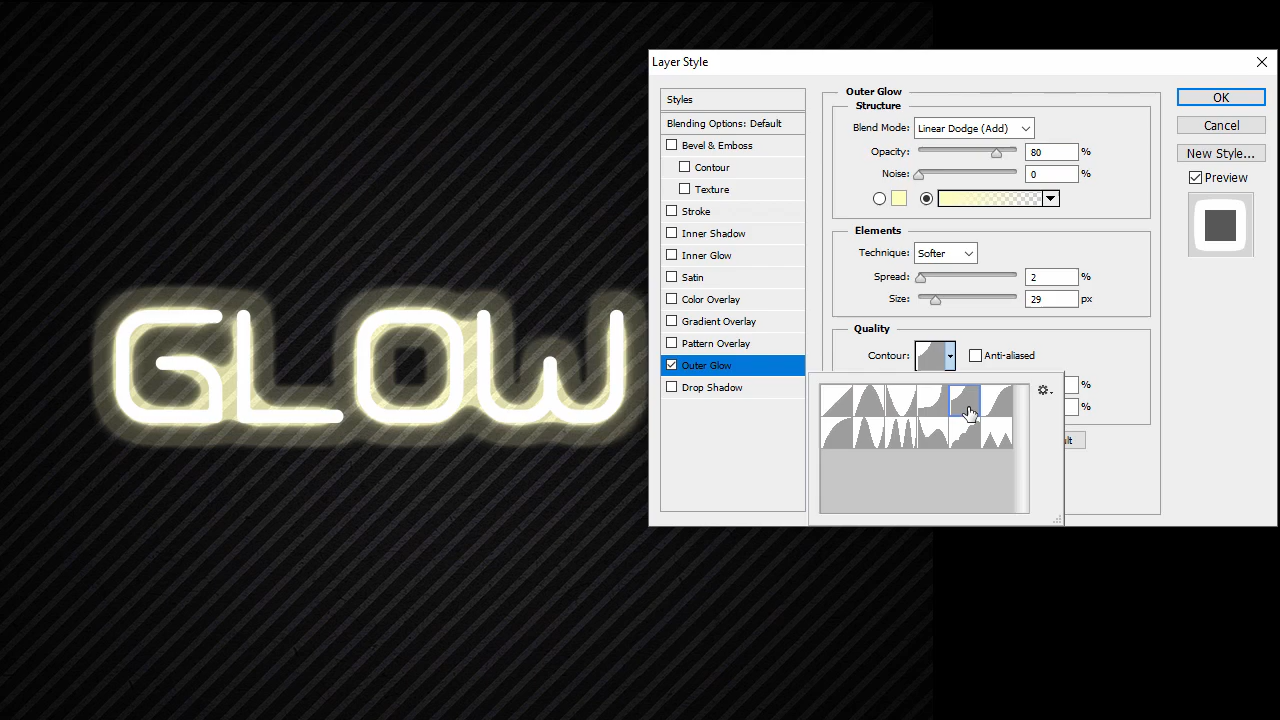 GLOW
Layer Style
Styles
Blending Options: Default
Bevel & Emboss
Contour
Texture
Stroke
Inner Shadow
Inner Glow
Satin
Color Overlay
Gradient Overlay
Pattern Overlay
Outer Glow
Drop Shadow
Outer Glow
Structure
Blend Mode: Linear Dodge (Add)
Opacity: 80 %
Noise: 0 %
Elements
Technique: Softer
Spread: 2 %
Size: 29 px
Quality
Contour: Anti-aliased
%
%
OK
Cancel
New Style...
Preview